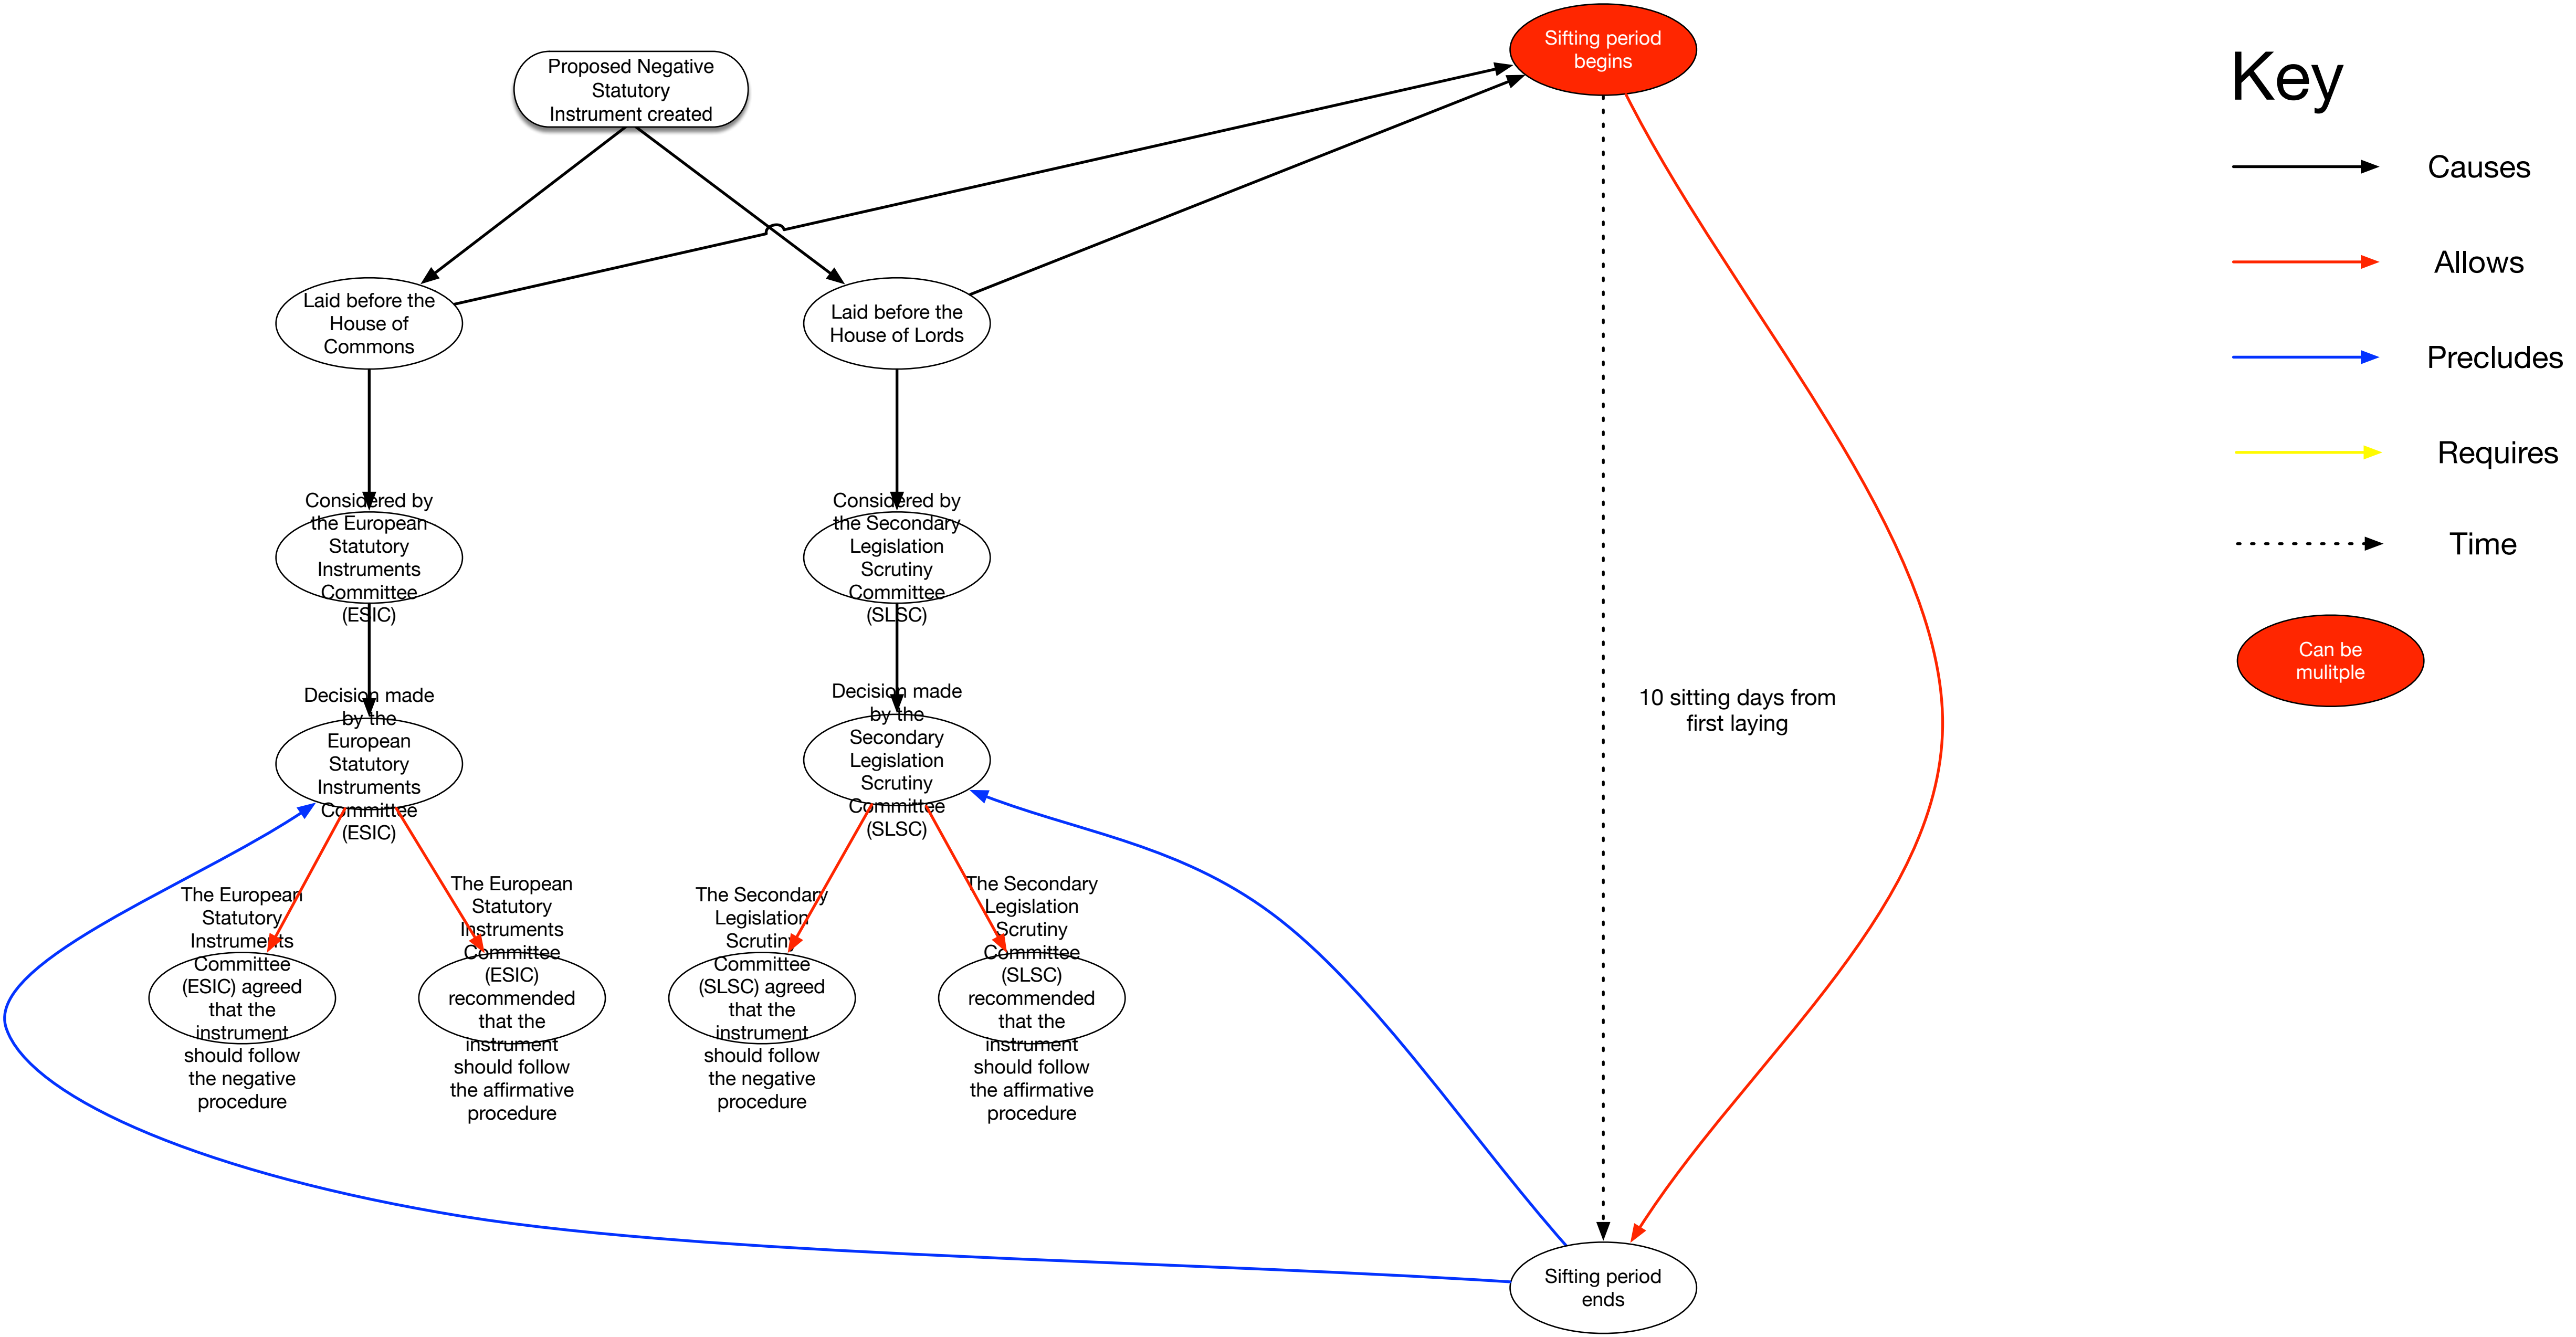 Proposed Negative
Statutory
Instrument created
Sifting period
begins
Key
Causes
Allows
Precludes
Requires
Time
Can be
mulitple
Laid before the
House of
Commons
Laid before the
House of Lords
Considered by
the European
Statutory
Instruments
Committee
(ESIC)
Considered by
the Secondary
Legislation
Scrutiny
Committee
(SLSC)
Decision made
by the
European
Statutory
Instruments
Committee
(ESIC)
Decision made
by the
Secondary
Legislation
Scrutiny
Committee
(SLSC)
10 sitting days from
first laying
The European
Statutory
Instruments
Committee
(ESIC) agreed
that the
instrument
should follow
the negative
procedure
The European
Statutory
Instruments
Committee
(ESIC)
recommended
that the
instrument
should follow
the affirmative
procedure
The Secondary
Legislation
Scrutiny
Committee
(SLSC) agreed
that the
instrument
should follow
the negative
procedure
The Secondary
Legislation
Scrutiny
Committee
(SLSC)
recommended
that the
instrument
should follow
the affirmative
procedure
Sifting period
ends